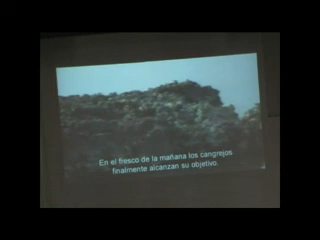 En el fresco de la mañana los cangrejos
finalmente alcanzan su objetivo.